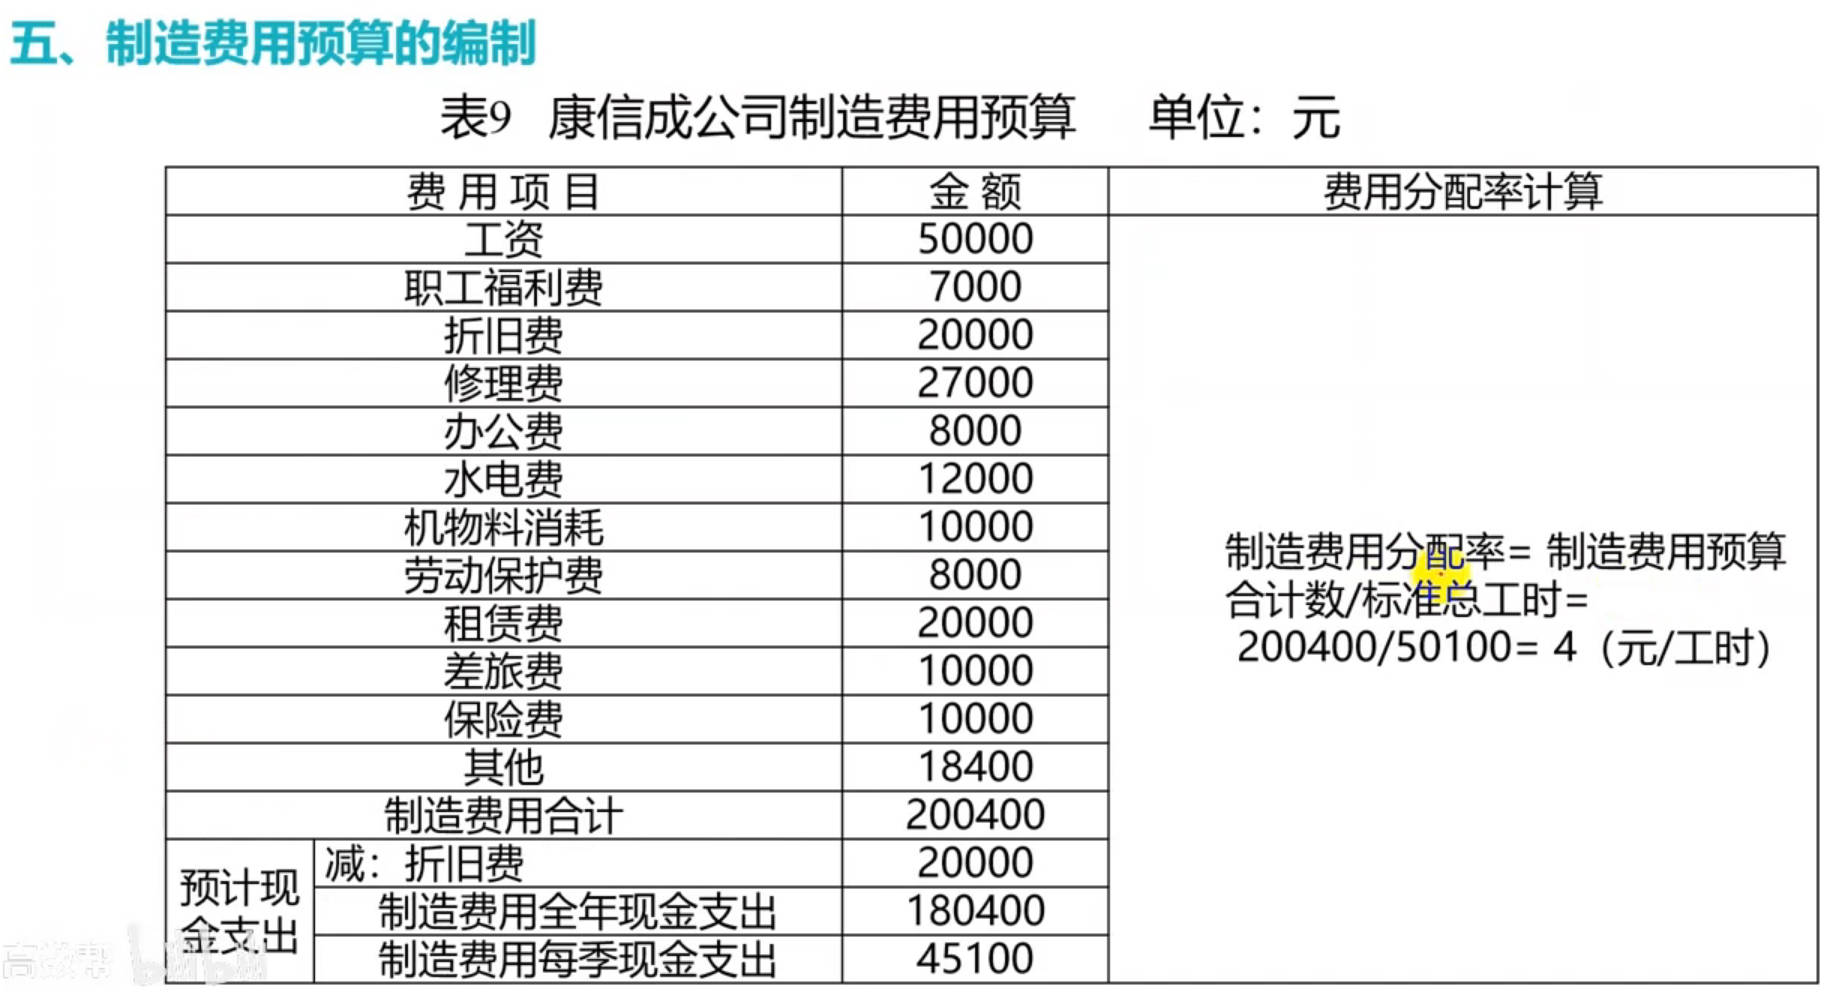 五、制造费用预算的编制
表9 康信成公司制造费用预算 单位：元
费用项目 金额 费用分配率计算
工资 50000
职工福利费 7000
折旧费 20000
修理费 27000
办公费 8000
水电费 12000
机物料消耗 10000
劳动保护费 8000
租赁费 20000
差旅费 10000
保险费 10000
其他 18400
制造费用合计 200400
制造费用分配率= 制造费用预算
合计数/标准总工时=
200400/50100= 4（元/工时）
预计现
金支出
减：折旧费 20000
制造费用全年现金支出 180400
制造费用每季现金支出 45100
bilibili